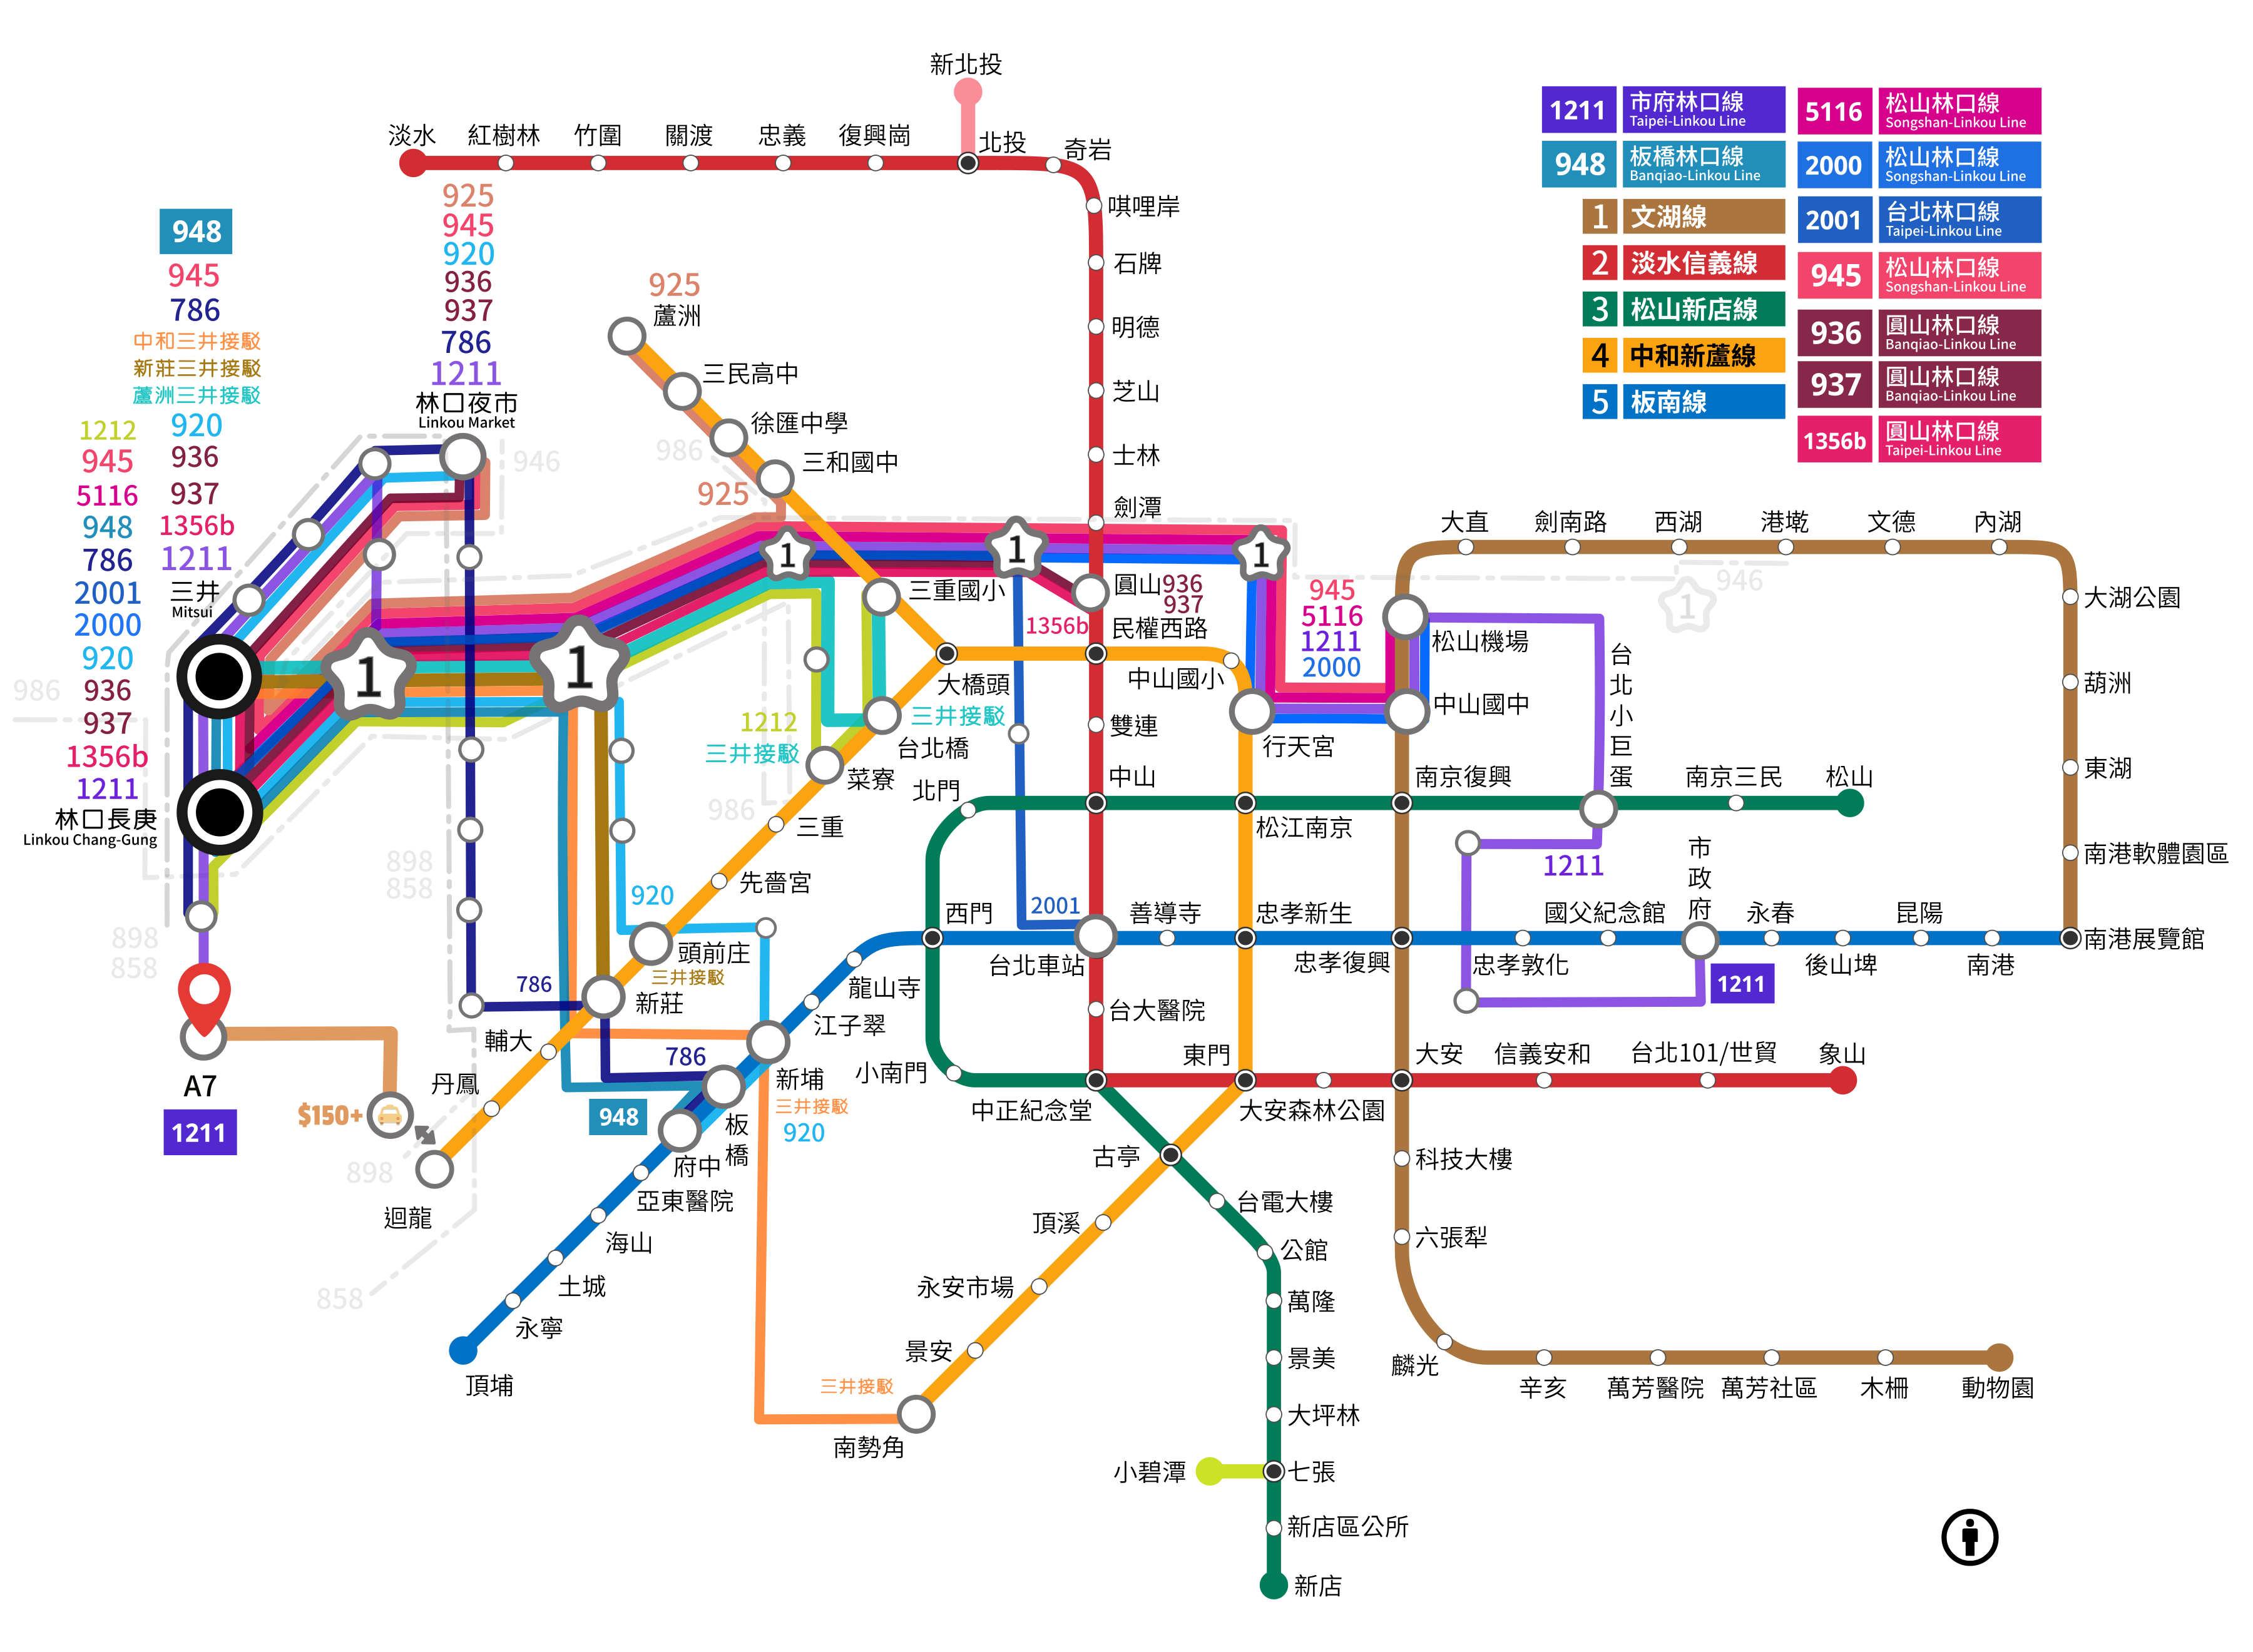 新北投
淡水
紅樹林
竹圍
關渡
忠義
復興崗
北投
奇岩
唭哩岸
石牌
明德
芝山
士林
劍潭
1211
市府林口線
Taipei-Linkou Line
948
板橋林口線
Banqiao-Linkou Line
1
文湖線
2
淡水信義線
3
松山新店線
4
中和新蘆線
5
板南線
5116
松山林口線
Songshan-Linkou Line
2000
松山林口線
Songshan-Linkou Line
2001
台北林口線
Taipei-Linkou Line
945
松山林口線
Songshan-Linkou Line
936
圓山林口線
Banqiao-Linkou Line
937
圓山林口線
Banqiao-Linkou Line
1356b
圓山林口線
Taipei-Linkou Line
925
945
920
936
937
786
1211
林口夜市
Linkou Market
948
945
786
中和三井接駁
新莊三井接駁
蘆洲三井接駁
920
936
937
1356b
1211
三井
Mitsui
1212
945
5116
948
786
2001
2000
920
936
937
1356b
1211
林口長庚
Linkou Chang-Gung
925
蘆洲
三民高中
徐匯中學
三和國中
986
925
946
986
1
1
1
1
1
三重國小
圓山
936
937
1356b
民權西路
945
5116
1211
2000
大直
劍南路
西湖
港墘
文德
內湖
1
946
大湖公園
葫洲
東湖
南港軟體園區
南港展覽館
松山機場
中山國中
台北小巨蛋
大橋頭
三井接駁
台北橋
1212
三井接駁
菜寮
986
三重
先嗇宮
中山國小
雙連
行天宮
中山
北門
松江南京
南京復興
南京三民
松山
1211
市政府
898
858
898
858
920
頭前庄
三井接駁
新莊
786
西門
2001
善導寺
忠孝新生
國父紀念館
永春
昆陽
台北車站
忠孝復興
忠孝敦化
後山埤
南港
1211
龍山寺
江子翠
輔大
786
新埔
三井接駁
920
小南門
台大醫院
東門
大安
信義安和
台北101/世貿
象山
A7
1211
$150+
丹鳳
948
板橋
府中
亞東醫院
898
迴龍
海山
土城
永寧
頂埔
858
中正紀念堂
大安森林公園
古亭
科技大樓
台電大樓
頂溪
公館
六張犁
永安市場
萬隆
景安
景美
麟光
辛亥
萬芳醫院
萬芳社區
木柵
動物園
三井接駁
南勢角
大坪林
小碧潭
七張
新店區公所
新店